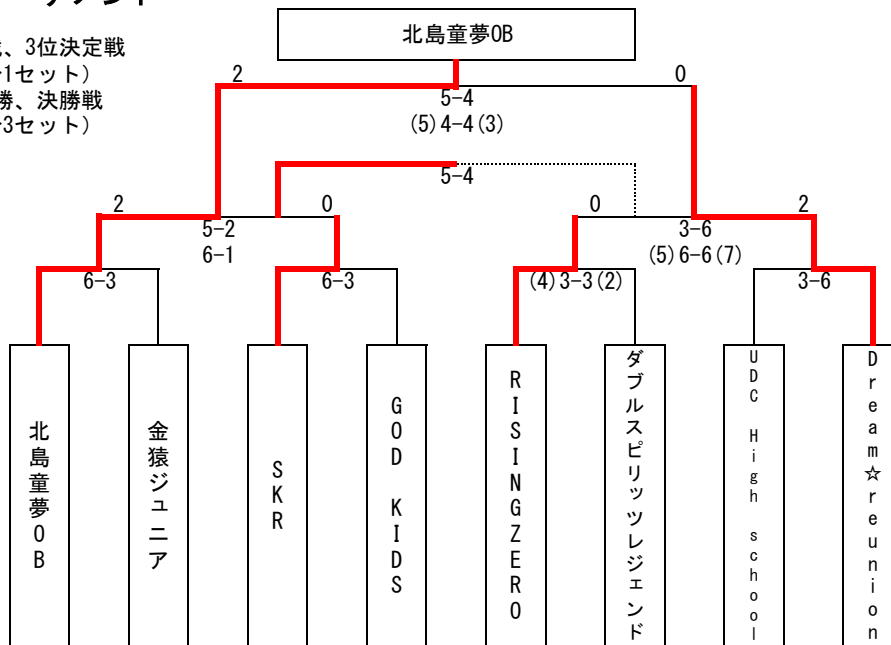 、3位決定戦
1セット）
勝、決勝戦
3セット）
北島童夢OB
2
0
5-4
(5)4-4(3)
5-4
2
0
0
2
5-2
6-1
3-6
(5)6-6(7)
6-3
6-3
(4)3-3(2)
3-6
北島童夢OB
金猿ジュニア
SKR
GOD KIDS
RISINGZERO
ダブルスピリッツレジェンド
UDC High school
Dream☆reunion